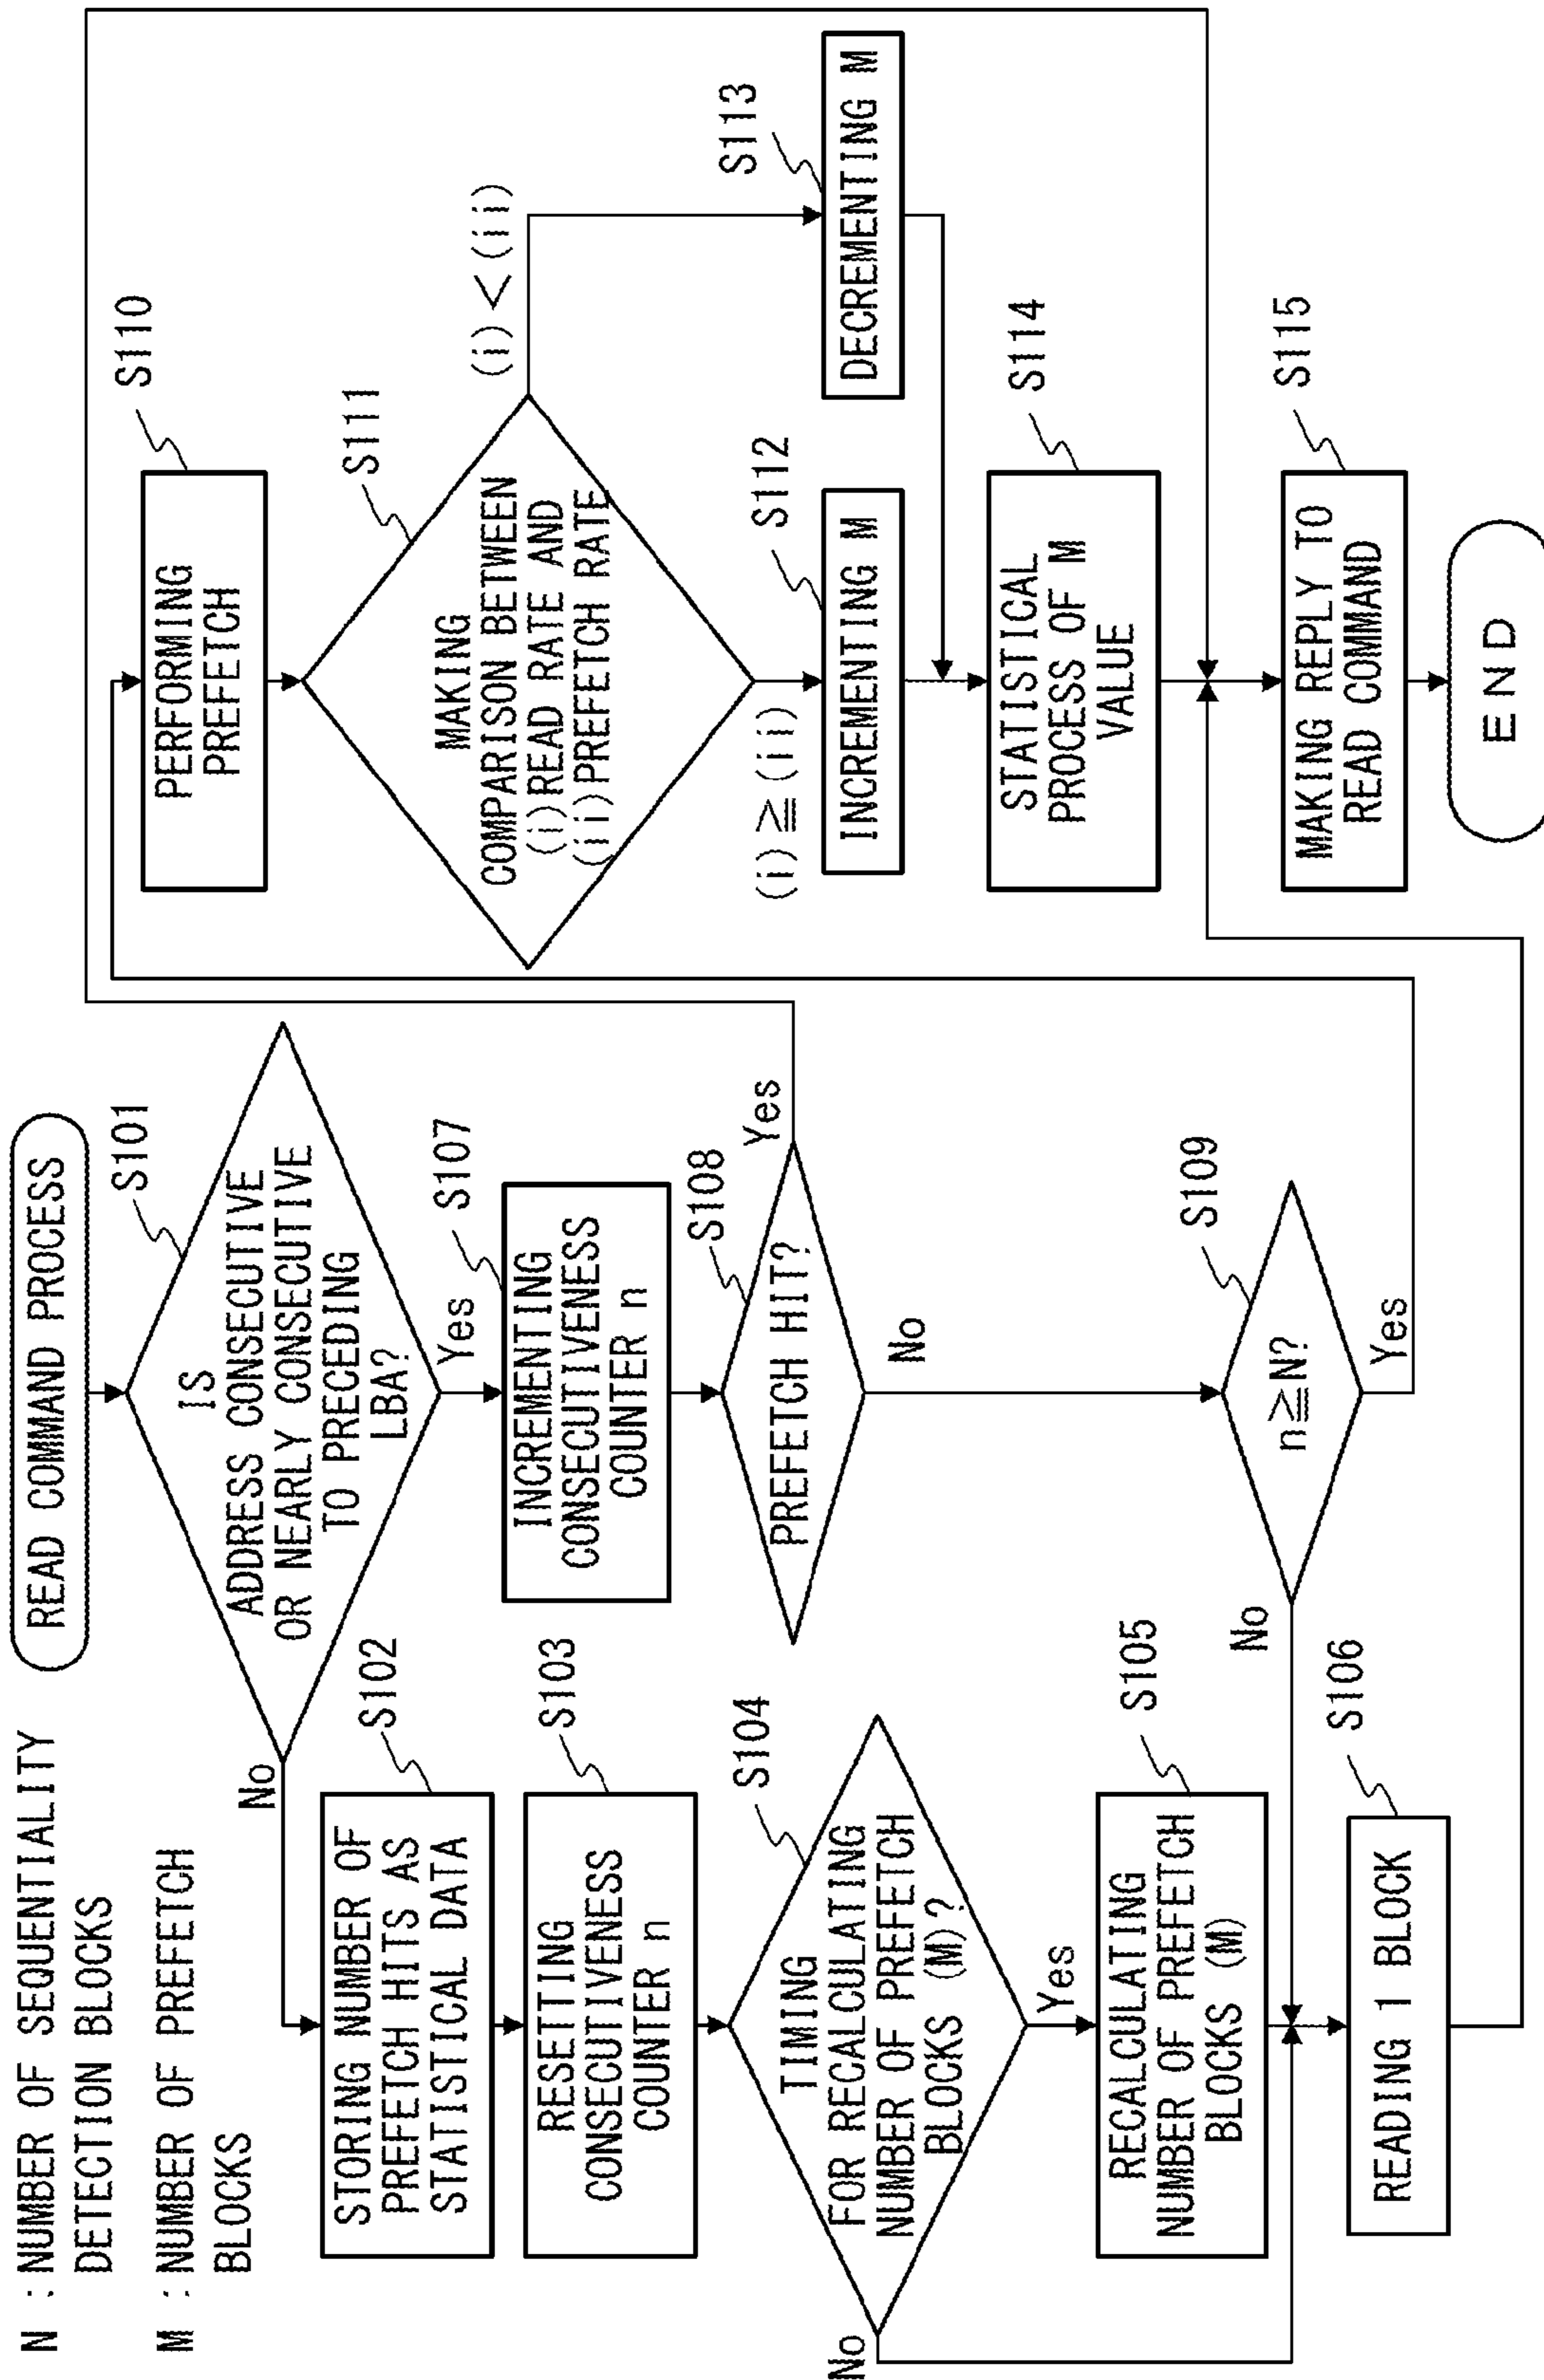 N : NUMBER OF SEQUENTIALITY
DETECTION BLOCKS
M : NUMBER OF PREFETCH
BLOCKS
READ COMMAND PROCESS
S101
IS
ADDRESS CONSECUTIVE
OR NEARLY CONSECUTIVE
TO PRECEDING
LBA?
No
Yes
S102
STORING NUMBER OF
PREFETCH HITS AS
STATISTICAL DATA
S103
RESETTING
CONSECUTIVENESS
COUNTER n
S104
TIMING
FOR RECALCULATING
NUMBER OF PREFETCH
BLOCKS (M)?
No
Yes
S105
RECALCULATING
NUMBER OF PREFETCH
BLOCKS (M)
S106
READING 1 BLOCK
S107
INCREMENTING
CONSECUTIVENESS
COUNTER n
S108
PREFETCH HIT?
Yes
No
S109
n≧N?
No
Yes
S110
PERFORMING
PREFETCH
S111
MAKING
COMPARISON BETWEEN
(i)READ RATE AND
(ii)PREFETCH RATE
(i)≧(ii)
(i)<(ii)
S112
INCREMENTING M
S113
DECREMENTING M
S114
STATISTICAL
PROCESS OF M
VALUE
S115
MAKING REPLY TO
READ COMMAND
END